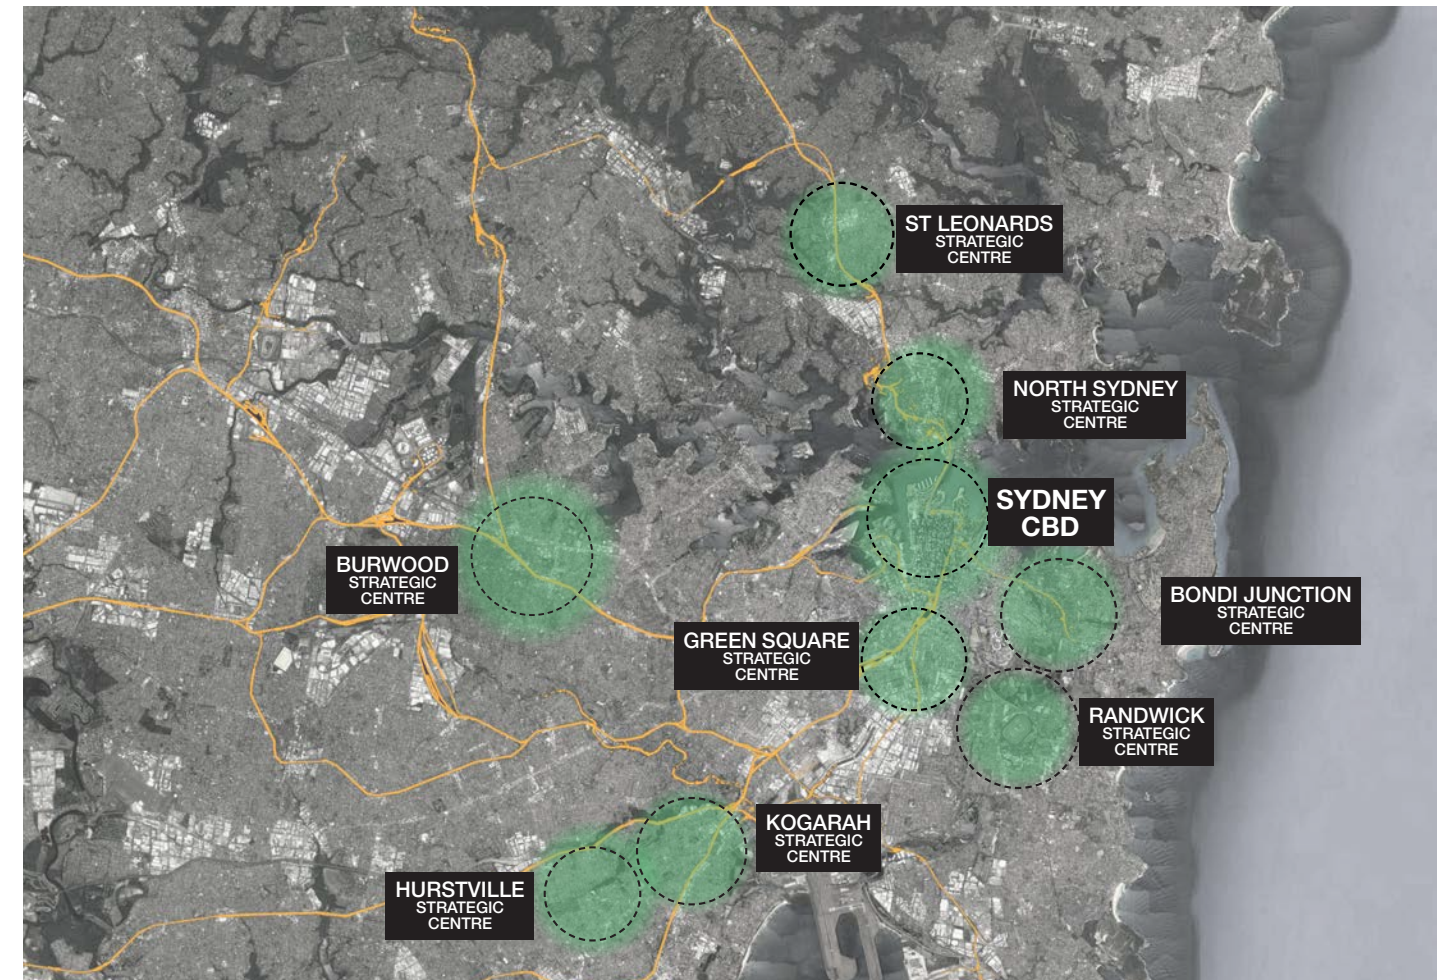 ST LEONARDS
STRATEGIC
CENTRE
NORTH SYDNEY
STRATEGIC
CENTRE
SYDNEY
CBD
BURWOOD
STRATEGIC
CENTRE
BONDI JUNCTION
STRATEGIC
CENTRE
GREEN SQUARE
STRATEGIC
CENTRE
RANDWICK
STRATEGIC
CENTRE
KOGARAH
STRATEGIC
CENTRE
HURSTVILLE
STRATEGIC
CENTRE